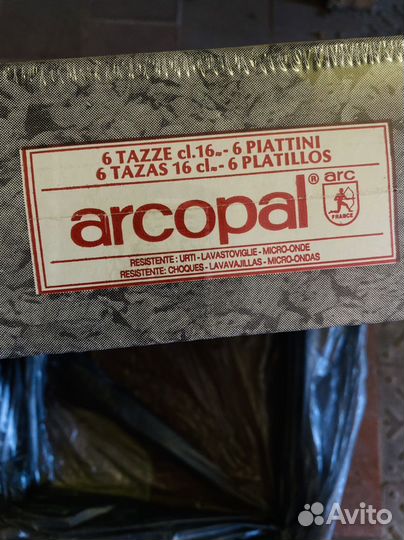 6 TAZZE cl.16~- 6 PIATTINI
6 TAZAS 16 cl~- 6 PLATILLOS
arcopal® arc
FRANCE
RESISTENTE : URTI - LAVASTOVIGLIE - MICRO-ONDE
RESISTENTE : CHOQUES - LAVAVAJILLAS - MICRO-ONDAS
Avito